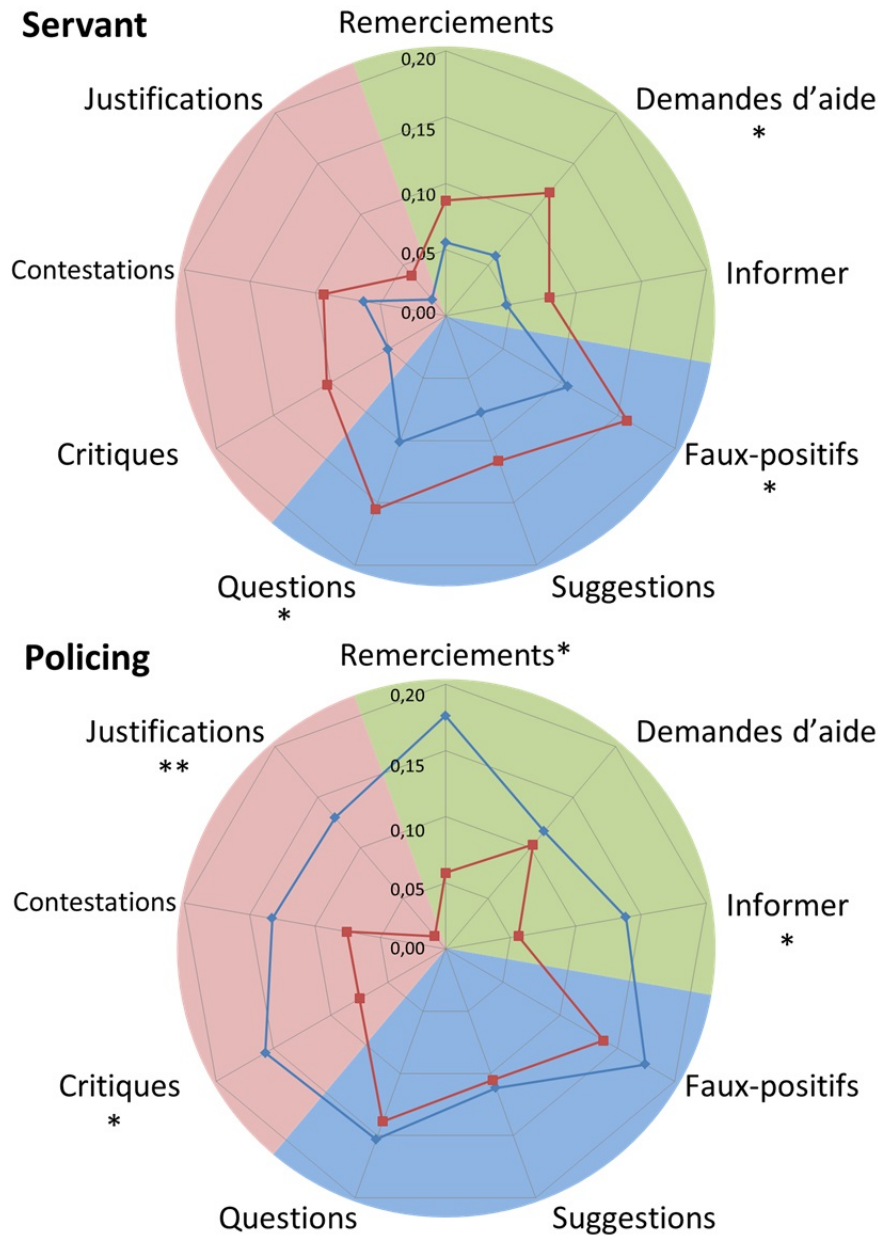 Servant
Remerciements
Justifications
Demandes d'aide
*
0,20
0,15
0,10
0,05
0,00
Contestations
Informer
Critiques
Faux-positifs
*
Questions
*
Suggestions
Policing
Remerciements*
Justifications
**
Demandes d'aide
0,20
0,15
0,10
0,05
0,00
Contestations
Informer
*
Critiques
*
Faux-positifs
Questions
Suggestions